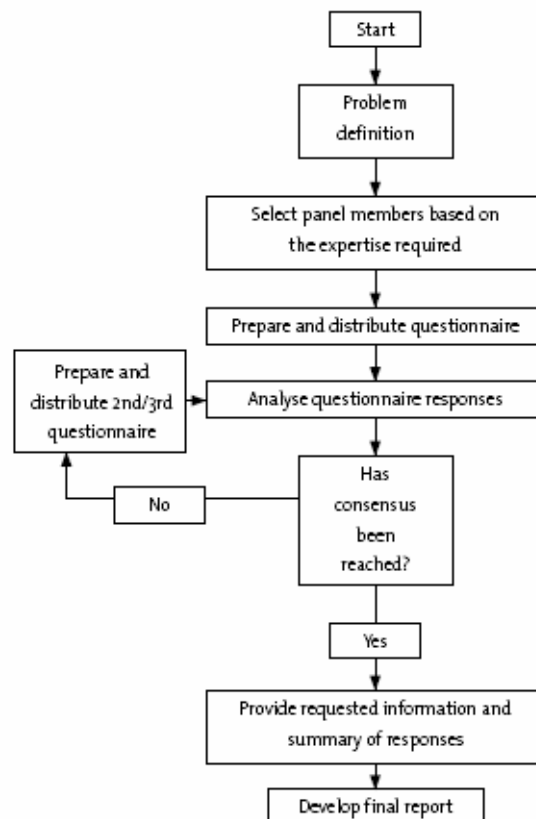 Start
Problem
definition
Select panel members based on
the expertise required
Prepare and distribute questionnaire
Prepare and
distribute 2nd/3rd
questionnaire
Analyse questionnaire responses
Has
consensus
been
reached?
No
Yes
Provide requested information and
summary of responses
Develop final report